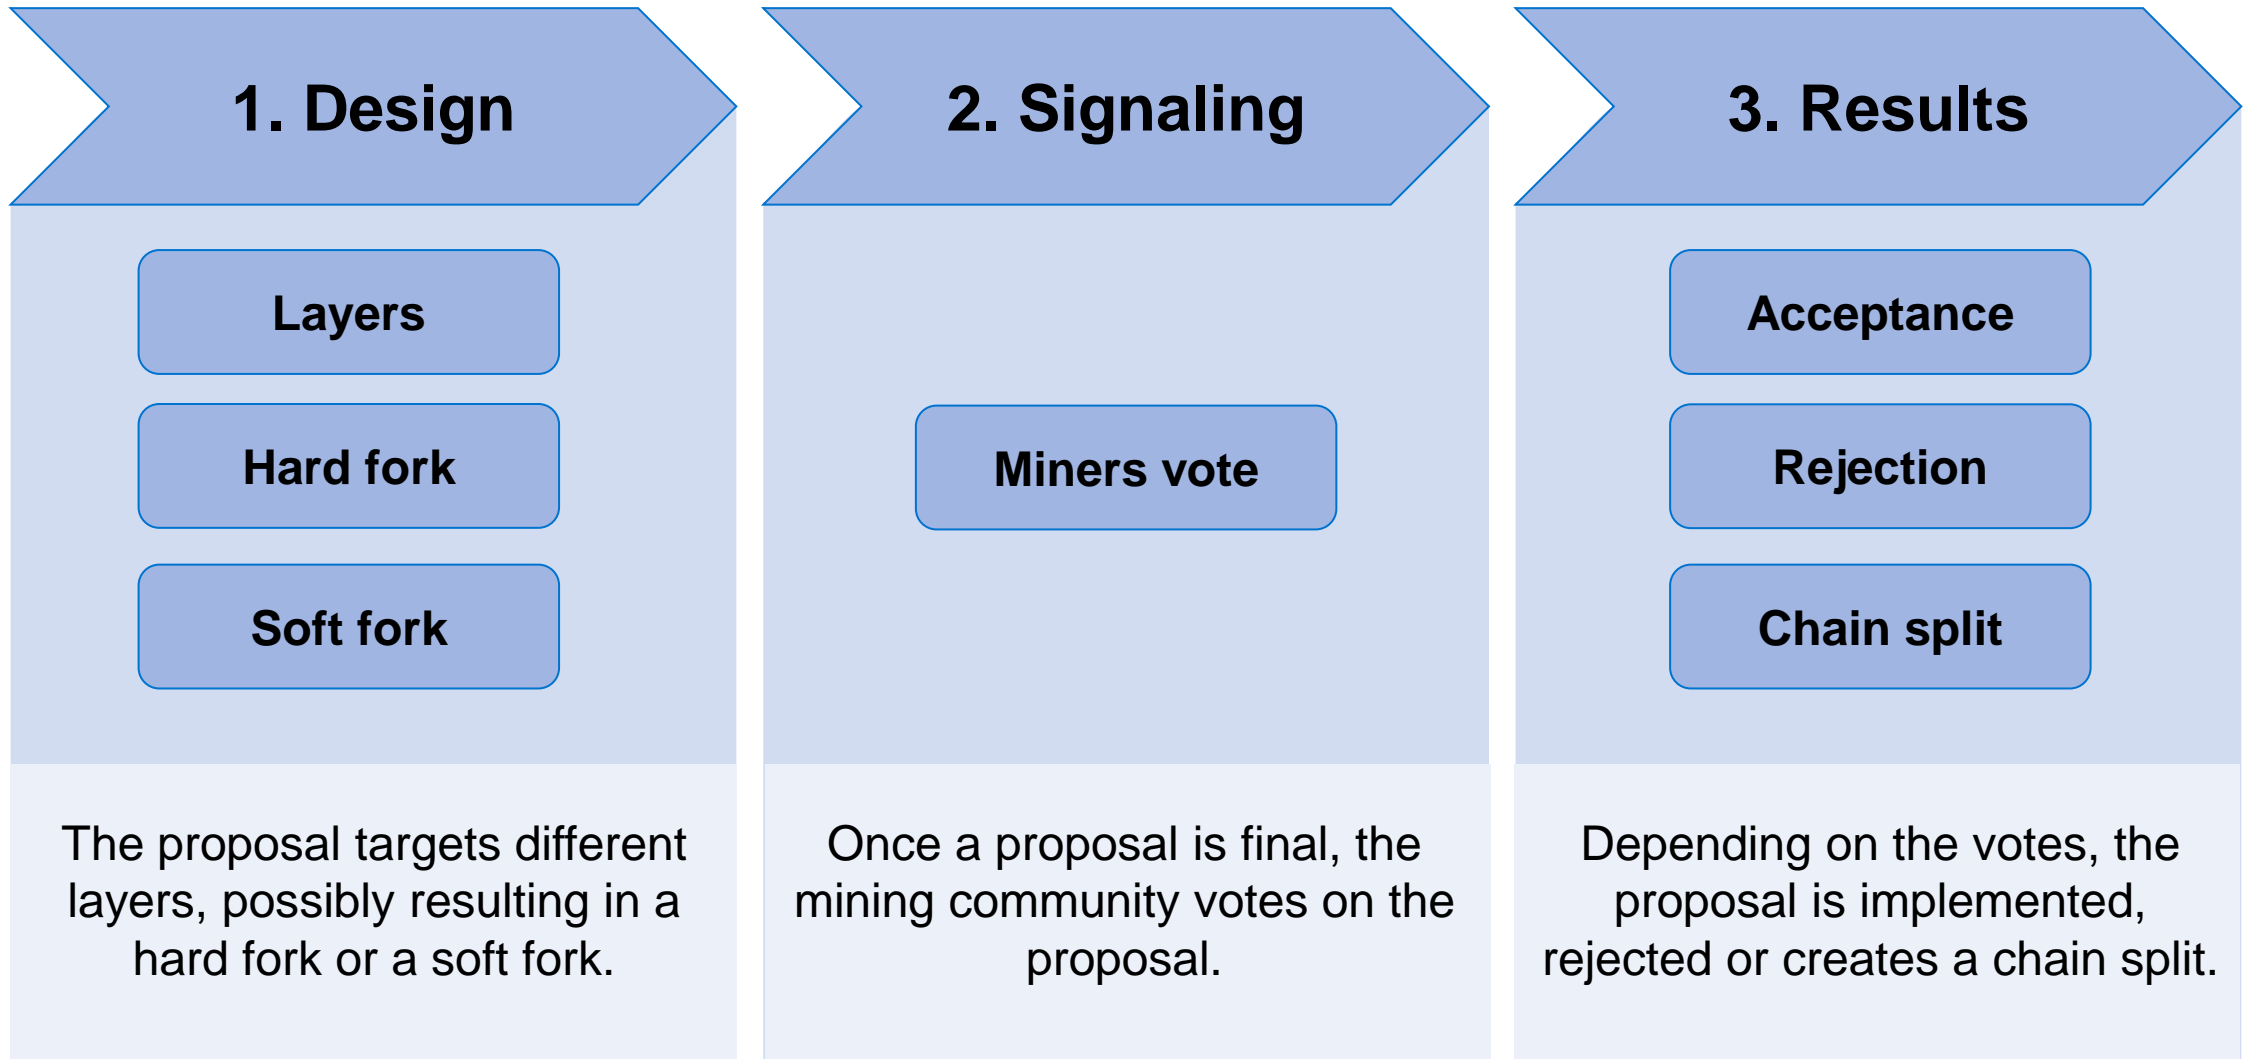 1. Design
Layers
Hard fork
Soft fork
The proposal targets different
layers, possibly resulting in a
hard fork or a soft fork.
2. Signaling
Miners vote
Once a proposal is final, the
mining community votes on the
proposal.
3. Results
Acceptance
Rejection
Chain split
Depending on the votes, the
proposal is implemented,
rejected or creates a chain split.